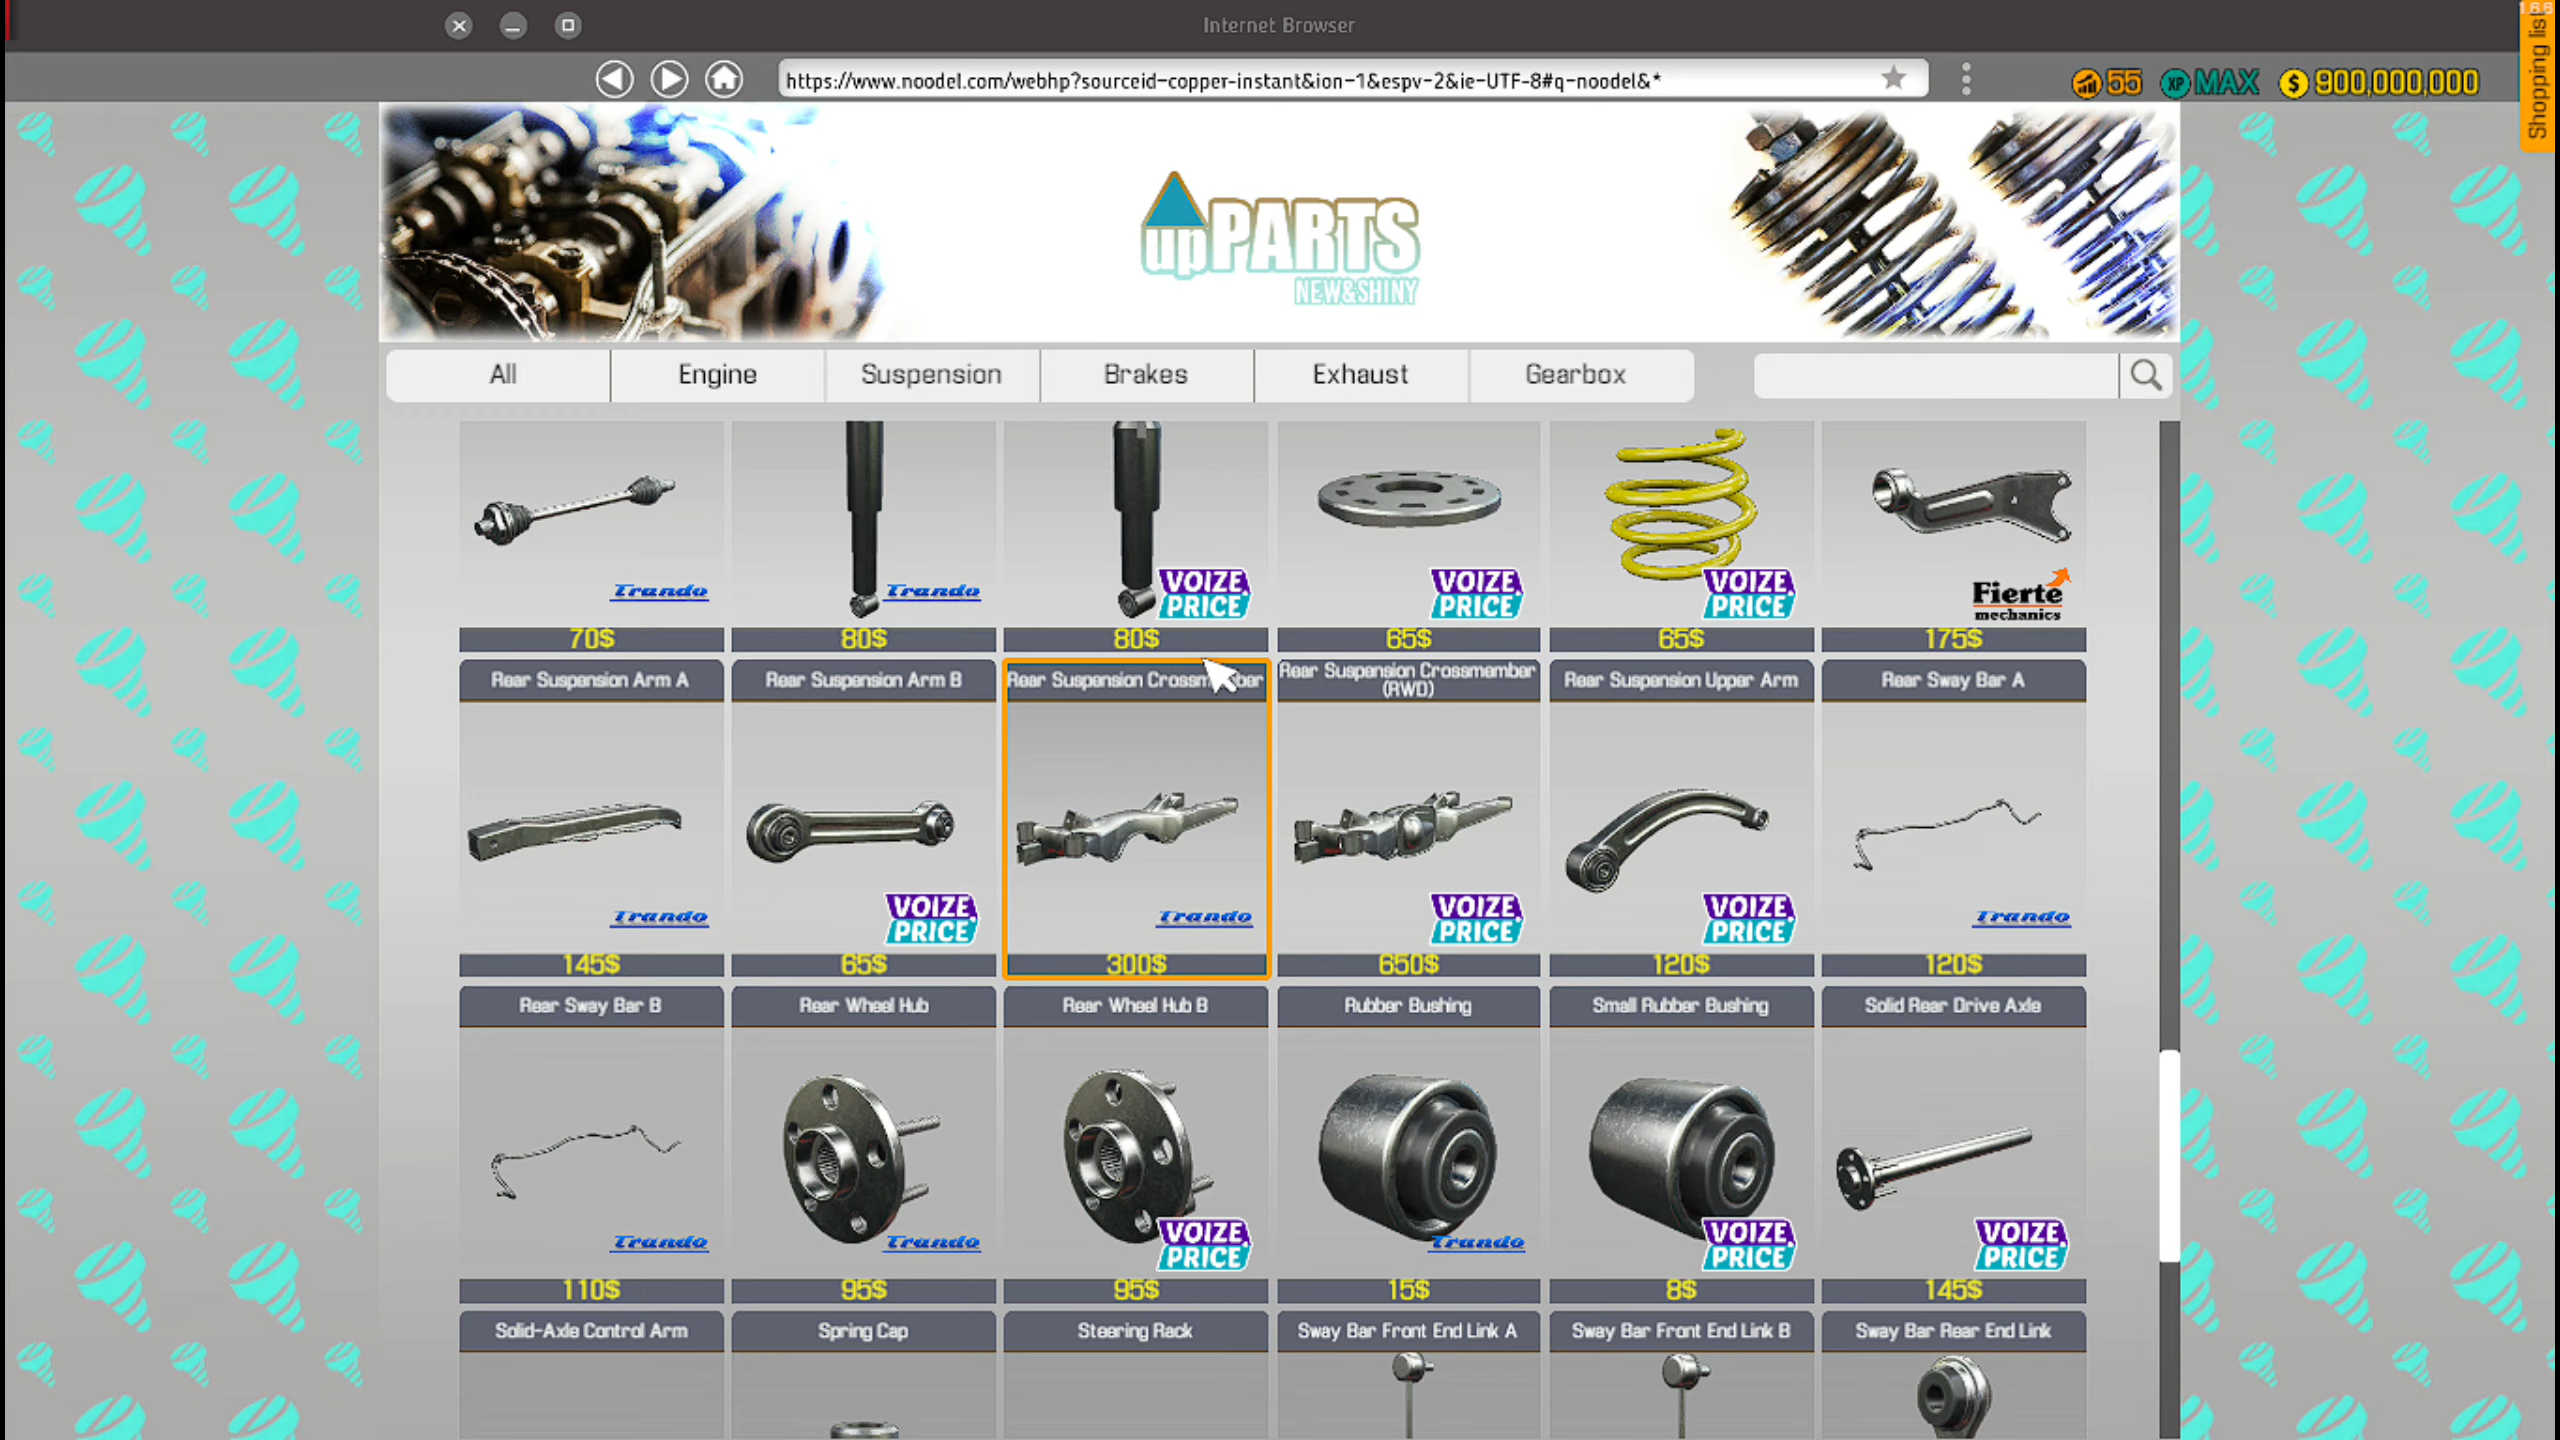 Internet Browser
https://www.noodel.com/webhp?sourceid-copper-instant&ion-1&espv-2&ie-UTF-8#q-noodel&*
55
XP MAX
$ 900,000,000
Shopping list
upPARTS
NEW&SHINY
All
Engine
Suspension
Brakes
Exhaust
Gearbox
Trando
Trando
VOIZE PRICE
VOIZE PRICE
VOIZE PRICE
Fierte mechanics
70$
80$
80$
65$
65$
175$
Rear Suspension Arm A
Rear Suspension Arm B
Rear Suspension Crossmember
Rear Suspension Crossmember
(RWD)
Rear Suspension Upper Arm
Rear Sway Bar A
Trando
VOIZE PRICE
Trando
VOIZE PRICE
VOIZE PRICE
Trando
145$
65$
300$
650$
120$
120$
Rear Sway Bar B
Rear Wheel Hub
Rear Wheel Hub B
Rubber Bushing
Small Rubber Bushing
Solid Rear Drive Axle
Trando
Trando
VOIZE PRICE
Trando
VOIZE PRICE
VOIZE PRICE
110$
95$
95$
15$
8$
145$
Solid-Axle Control Arm
Spring Cap
Steering Rack
Sway Bar Front End Link A
Sway Bar Front End Link B
Sway Bar Rear End Link